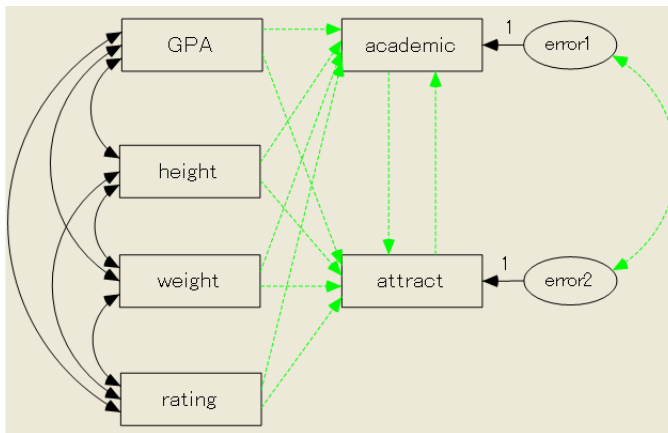 GPA
academic
1
error1
height
weight
attract
1
error2
rating